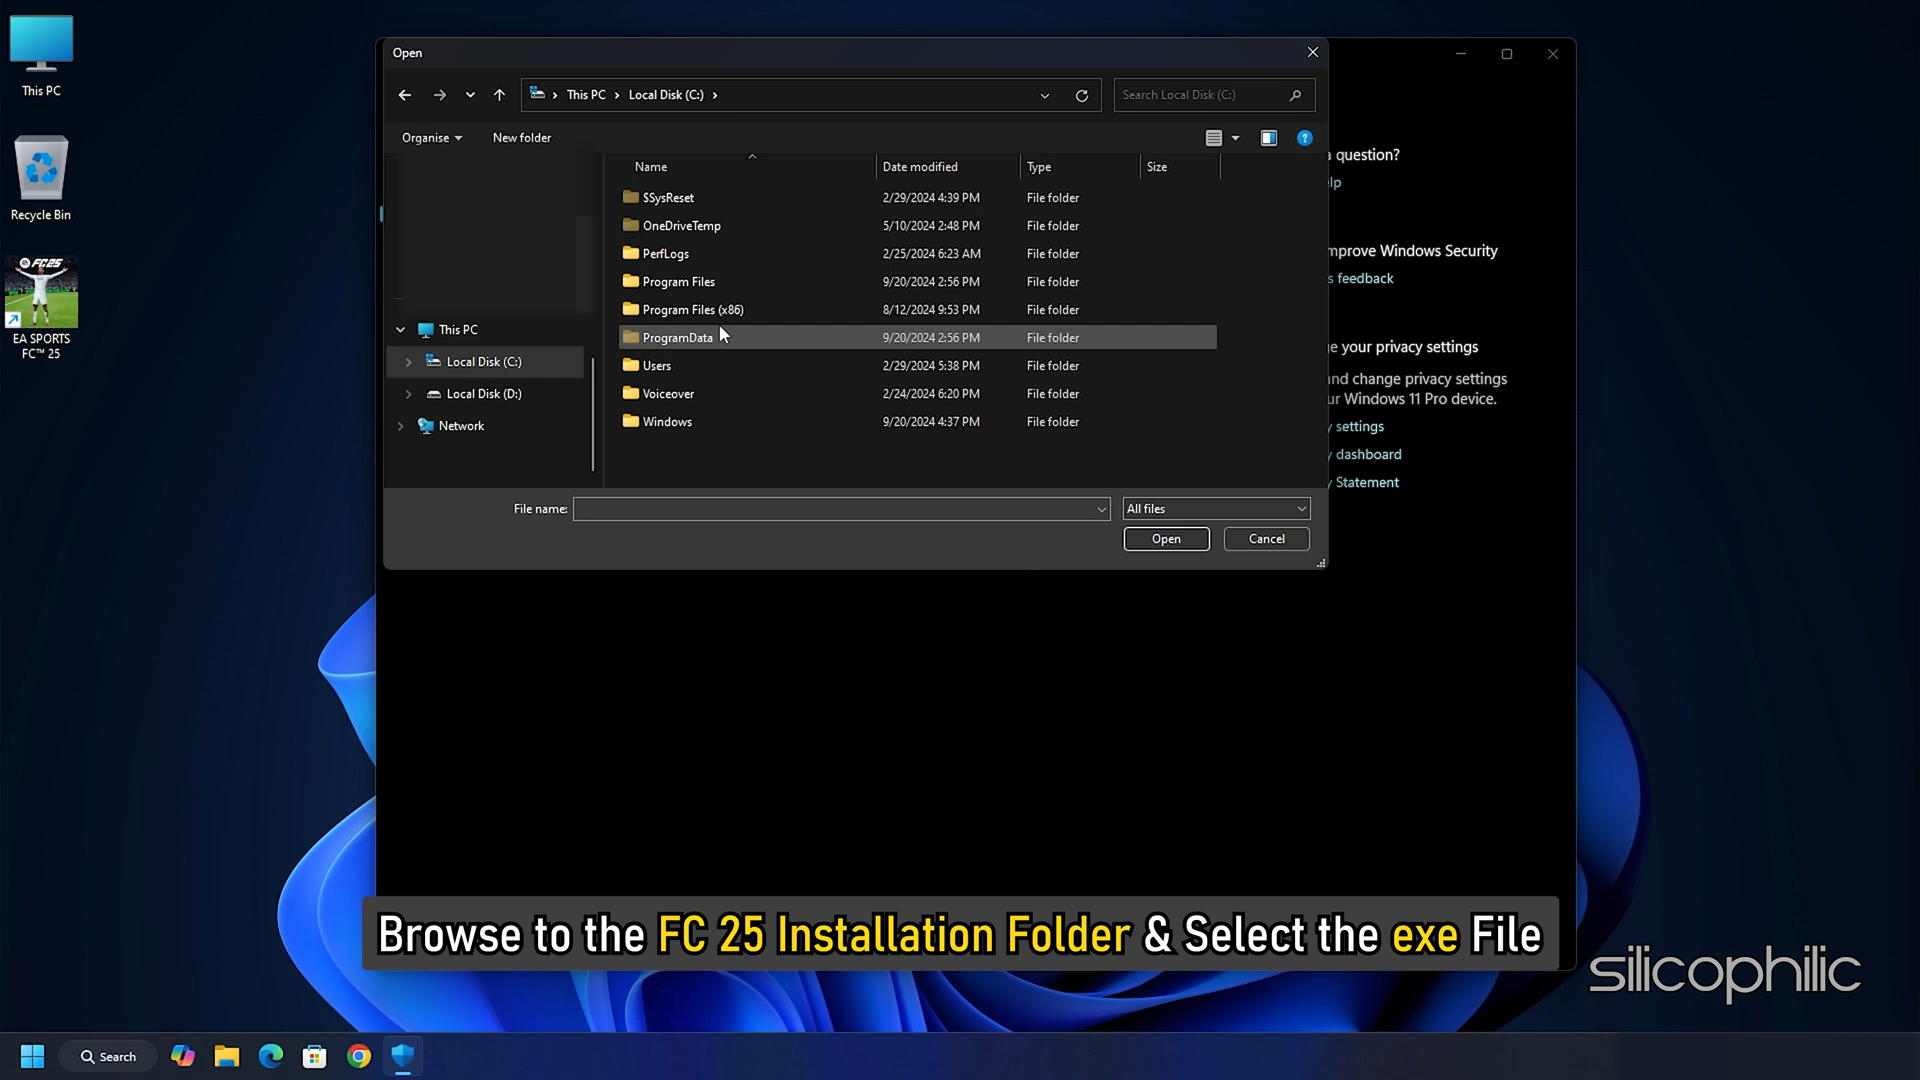 This PC
Recycle Bin
FC25
EA SPORTS
FC™ 25
Open
This PC
Local Disk (C:)
Search Local Disk (C:)
Organise
New folder
Name
Date modified
Type
Size
$SysReset
2/29/2024 4:39 PM
File folder
OneDriveTemp
5/10/2024 2:48 PM
File folder
PerfLogs
2/25/2024 6:23 AM
File folder
Program Files
9/20/2024 2:56 PM
File folder
Program Files (x86)
8/12/2024 9:53 PM
File folder
ProgramData
9/20/2024 2:56 PM
File folder
Users
2/29/2024 5:38 PM
File folder
Voiceover
2/24/2024 6:20 PM
File folder
Windows
9/20/2024 4:37 PM
File folder
This PC
Local Disk (C:)
Local Disk (D:)
Network
File name:
All files
Open
Cancel
question?
Improve Windows Security
feedback
your privacy settings
and change privacy settings
Windows 11 Pro device.
settings
dashboard
Statement
Browse to the FC 25 Installation Folder & Select the exe File
silicophilic
Search